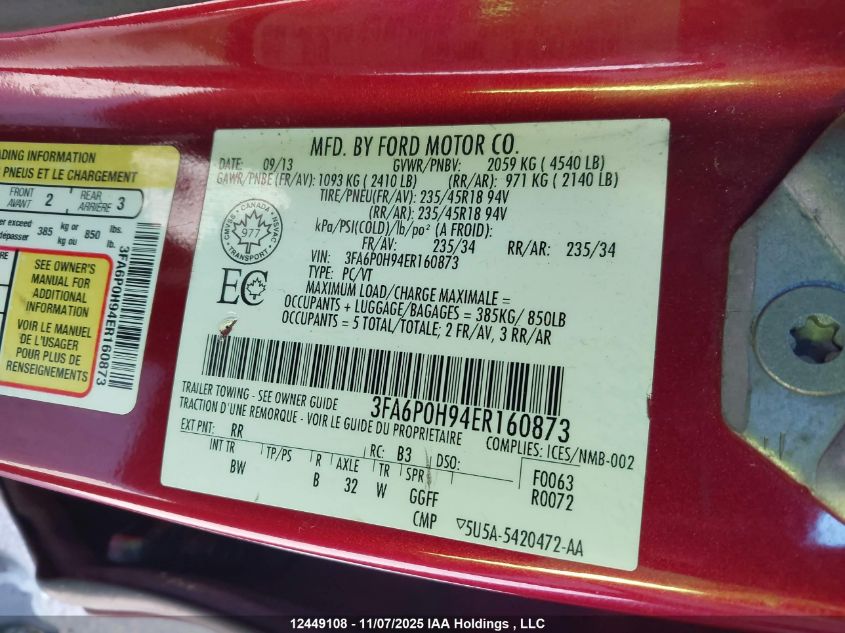 ADING INFORMATION
PNEUS ET LE CHARGEMENT
FRONT AVANT 2 REAR ARRIÈRE 3
er exceed
dépasser 385 kg or kg ou 850 lbs. lb.
SEE OWNER'S
MANUAL FOR
ADDITIONAL
INFORMATION
VOIR LE MANUEL
DE L'USAGER
POUR PLUS DE
RENSEIGNEMENTS
3FA6P0H94ER160873
MFD. BY FORD MOTOR CO.
DATE: 09/13 GVWR/PNBV: 2059 KG ( 4540 LB)
GAWR/PNBE (FR/AV): 1093 KG ( 2410 LB) (RR/AR): 971 KG ( 2140 LB)
TIRE/PNEU(FR/AV): 235/45R18 94V
(RR/AR): 235/45R18 94V
kPa/PSI(COLD)/lb/po² (A FROID):
FR/AV: 235/34 RR/AR: 235/34
VIN: 3FA6P0H94ER160873
TYPE: PC/VT
CMVSS NSVAC
977
TRANSPORT
EC
MAXIMUM LOAD/CHARGE MAXIMALE =
OCCUPANTS + LUGGAGE/BAGAGES = 385KG/ 850LB
OCCUPANTS = 5 TOTAL/TOTALE; 2 FR/AV, 3 RR/AR
TRAILER TOWING - SEE OWNER GUIDE
3FA6P0H94ER160873
TRACTION D'UNE REMORQUE - VOIR LE GUIDE DU PROPRIETAIRE
COMPLIES: ICES/NMB-002
EXT PNT: RR RC: B3 DSO: F0063
INT TR TP/PS R AXLE TR SPR R0072
BW B 32 W GGFF
CMP ▽5U5A-5420472-AA
12449108 - 11/07/2025 IAA Holdings , LLC